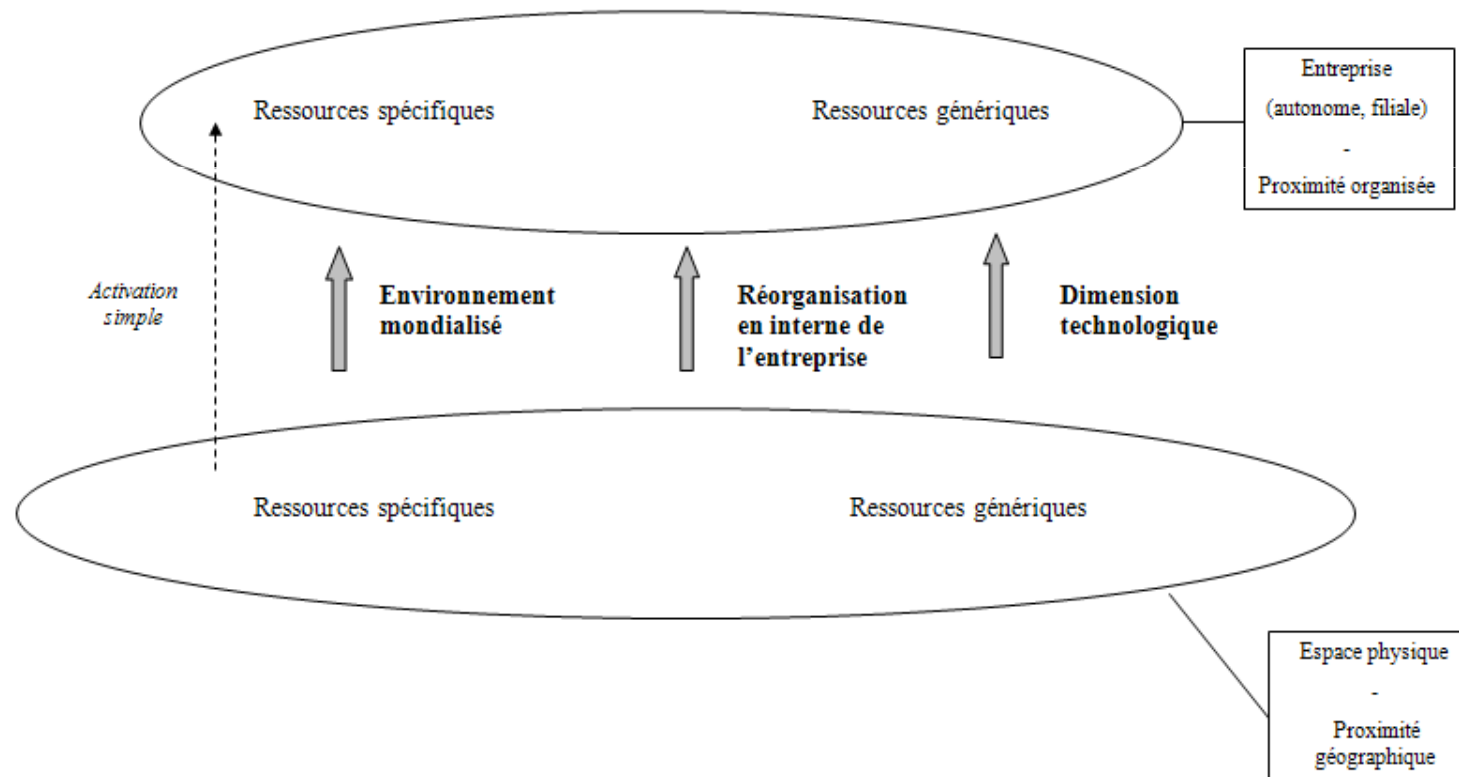 Ressources spécifiques
Ressources génériques
Entreprise
(autonome, filiale)
-
Proximité organisée
Activation
simple
Environnement
mondialisé
Réorganisation
en interne de
l’entreprise
Dimension
technologique
Ressources spécifiques
Ressources génériques
Espace physique
-
Proximité
géographique